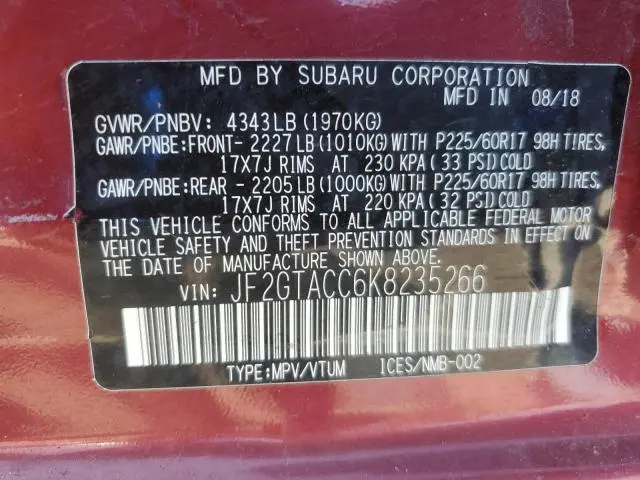 MFD BY SUBARU CORPORATION
MFD IN 08/18
GVWR/PNBV: 4343LB(1970KG)
GAWR/PNBE:FRONT- 2227LB(1010KG)WITH P225/60R17 98H TIRES,
17X7J RIMS AT 230 KPA(33 PSI)COLD
GAWR/PNBE:REAR - 2205LB(1000KG)WITH P225/60R17 98H TIRES,
17X7J RIMS AT 220 KPA(32 PSI)COLD
THIS VEHICLE CONFORMS TO ALL APPLICABLE FEDERAL MOTOR
VEHICLE SAFETY AND THEFT PREVENTION STANDARDS IN EFFECT ON
THE DATE OF MANUFACTURE SHOWN ABOVE.
VIN: JF2GTACC6K8235266
TYPE:MPV/VTUM ICES/NMB-002